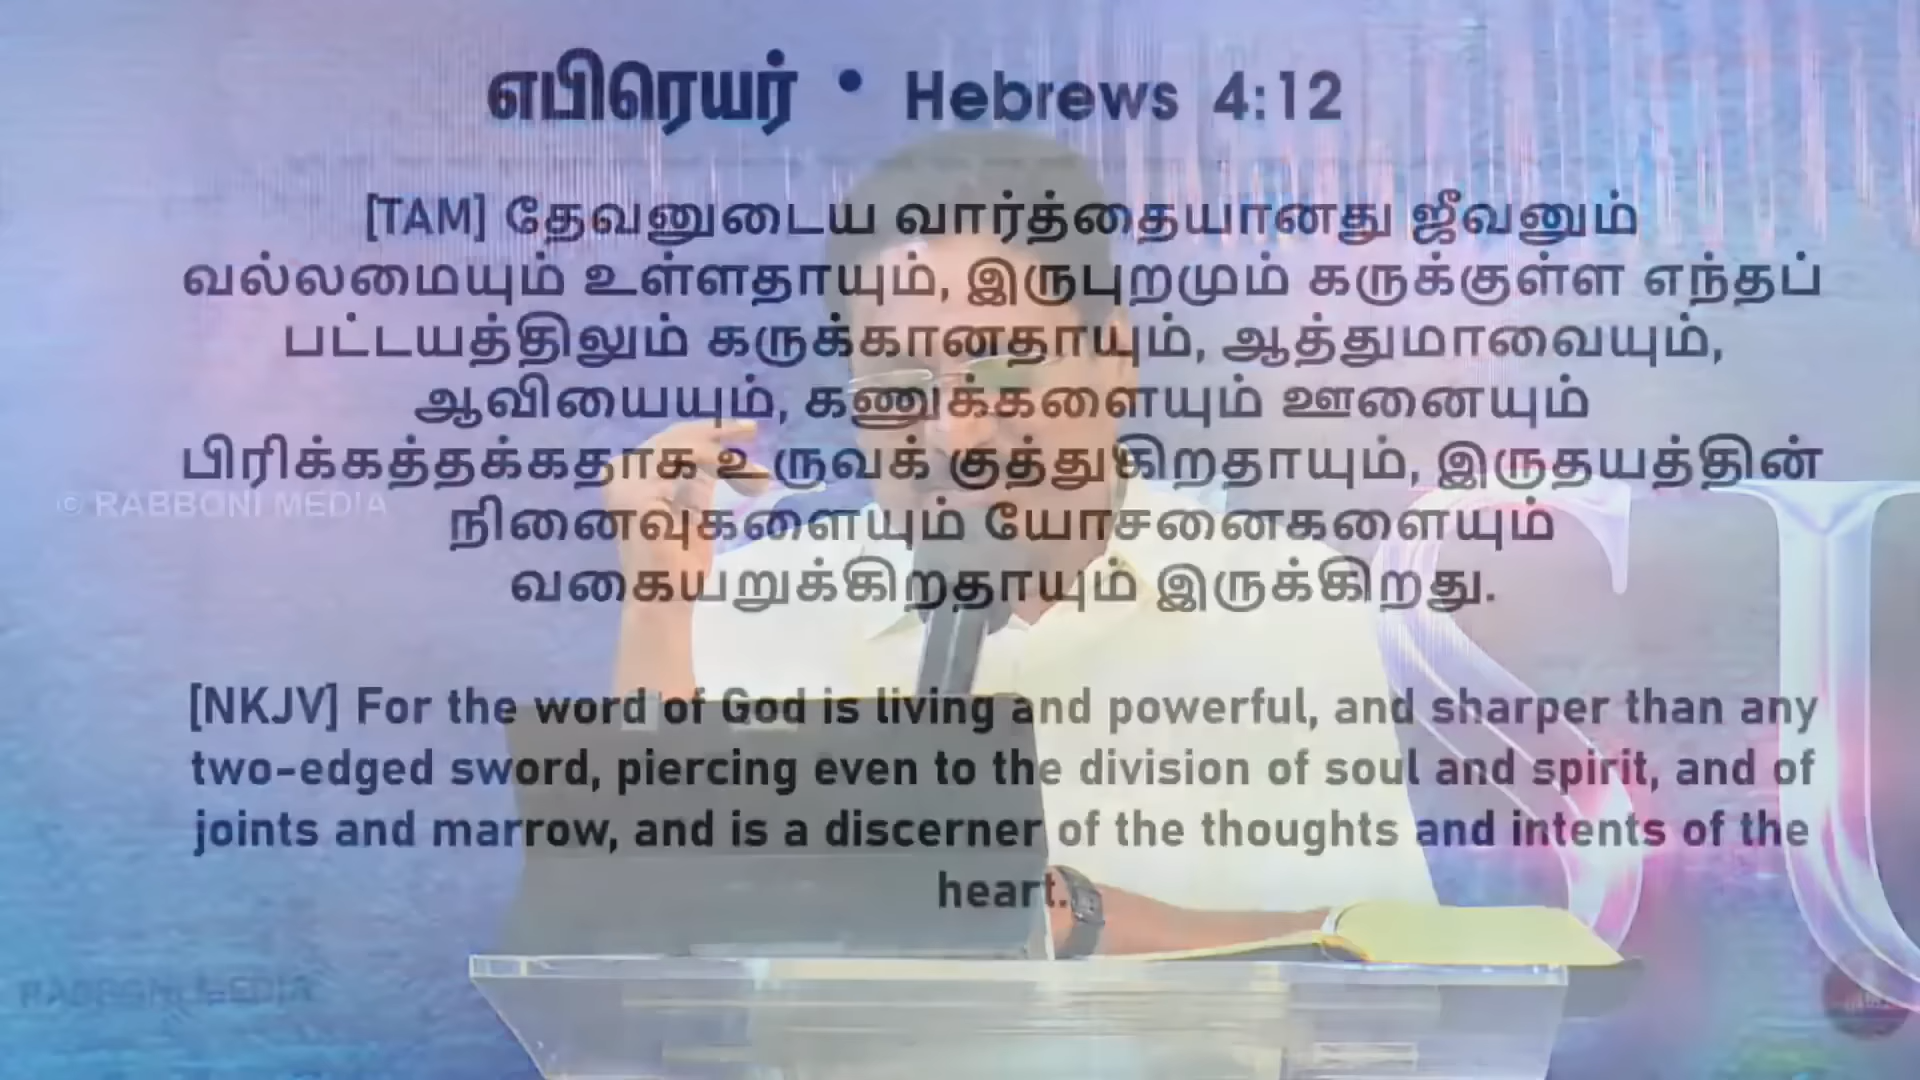 எபிரெயர் • Hebrews 4:12
[TAM] தேவனுடைய வார்த்தையானது ஜீவனும்
வல்லமையும் உள்ளதாயும், இருபுறமும் கருக்குள்ள எந்தப்
பட்டயத்திலும் கருக்கானதாயும், ஆத்துமாவையும்,
ஆவியையும், கணுக்களையும் ஊனையும்
பிரிக்கத்தக்கதாக உருவக் குத்துகிறதாயும், இருதயத்தின்
நினைவுகளையும் யோசனைகளையும்
வகையறுக்கிறதாயும் இருக்கிறது.
© RABBONI MEDIA
[NKJV] For the word of God is living and powerful, and sharper than any
two-edged sword, piercing even to the division of soul and spirit, and of
joints and marrow, and is a discerner of the thoughts and intents of the
heart.
RABBONI MEDIA
SU